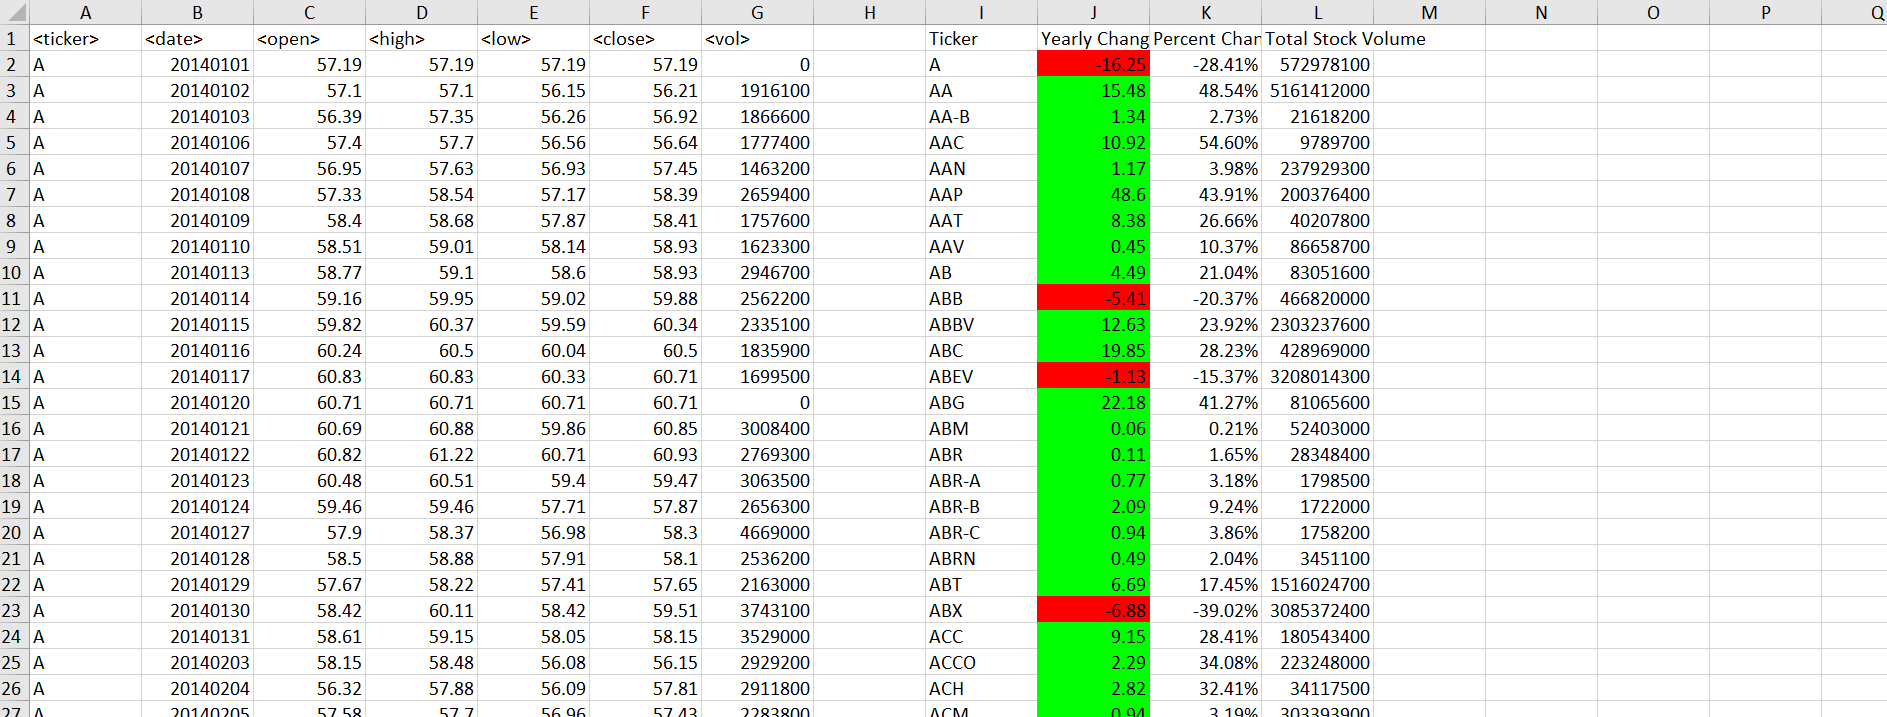 A B C D E F G H I J K L M N O P Q
1 <ticker> <date> <open> <high> <low> <close> <vol> Ticker Yearly Chang Percent Chan Total Stock Volume
2 A 20140101 57.19 57.19 57.19 57.19 0 A -16.25 -28.41% 572978100
3 A 20140102 57.1 57.1 56.15 56.21 1916100 AA 15.48 48.54% 5161412000
4 A 20140103 56.39 57.35 56.26 56.92 1866600 AA-B 1.34 2.73% 21618200
5 A 20140106 57.4 57.7 56.56 56.64 1777400 AAC 10.92 54.60% 9789700
6 A 20140107 56.95 57.63 56.93 57.45 1463200 AAN 1.17 3.98% 237929300
7 A 20140108 57.33 58.54 57.17 58.39 2659400 AAP 48.6 43.91% 200376400
8 A 20140109 58.4 58.68 57.87 58.41 1757600 AAT 8.38 26.66% 40207800
9 A 20140110 58.51 59.01 58.14 58.93 1623300 AAV 0.45 10.37% 86658700
10 A 20140113 58.77 59.1 58.6 58.93 2946700 AB 4.49 21.04% 83051600
11 A 20140114 59.16 59.95 59.02 59.88 2562200 ABB -5.41 -20.37% 466820000
12 A 20140115 59.82 60.37 59.59 60.34 2335100 ABBV 12.63 23.92% 2303237600
13 A 20140116 60.24 60.5 60.04 60.5 1835900 ABC 19.85 28.23% 428969000
14 A 20140117 60.83 60.83 60.33 60.71 1699500 ABEV -1.13 -15.37% 3208014300
15 A 20140120 60.71 60.71 60.71 60.71 0 ABG 22.18 41.27% 81065600
16 A 20140121 60.69 60.88 59.86 60.85 3008400 ABM 0.06 0.21% 52403000
17 A 20140122 60.82 61.22 60.71 60.93 2769300 ABR 0.11 1.65% 28348400
18 A 20140123 60.48 60.51 59.4 59.47 3063500 ABR-A 0.77 3.18% 1798500
19 A 20140124 59.46 59.46 57.71 57.87 2656300 ABR-B 2.09 9.24% 1722000
20 A 20140127 57.9 58.37 56.98 58.3 4669000 ABR-C 0.94 3.86% 1758200
21 A 20140128 58.5 58.88 57.91 58.1 2536200 ABRN 0.49 2.04% 3451100
22 A 20140129 57.67 58.22 57.41 57.65 2163000 ABT 6.69 17.45% 1516024700
23 A 20140130 58.42 60.11 58.42 59.51 3743100 ABX -6.88 -39.02% 3085372400
24 A 20140131 58.61 59.15 58.05 58.15 3529000 ACC 9.15 28.41% 180543400
25 A 20140203 58.15 58.48 56.08 56.15 2929200 ACCO 2.29 34.08% 223248000
26 A 20140204 56.32 57.88 56.09 57.81 2911800 ACH 2.82 32.41% 34117500
27 A 20140205 57.58 57.7 56.96 57.43 2283800 ACM 0.94 3.19% 303393900